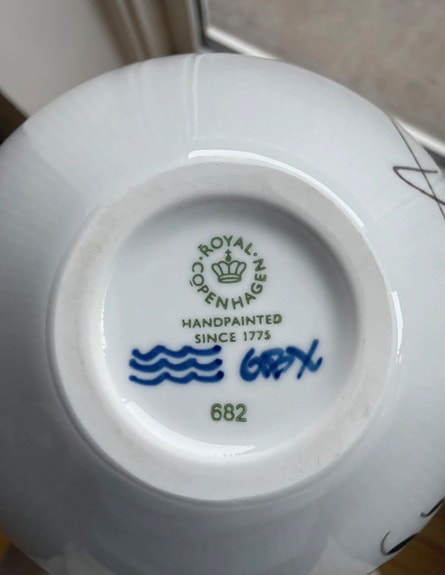 ROYAL
COPENHAGEN
HANDPAINTED
SINCE 1775
682